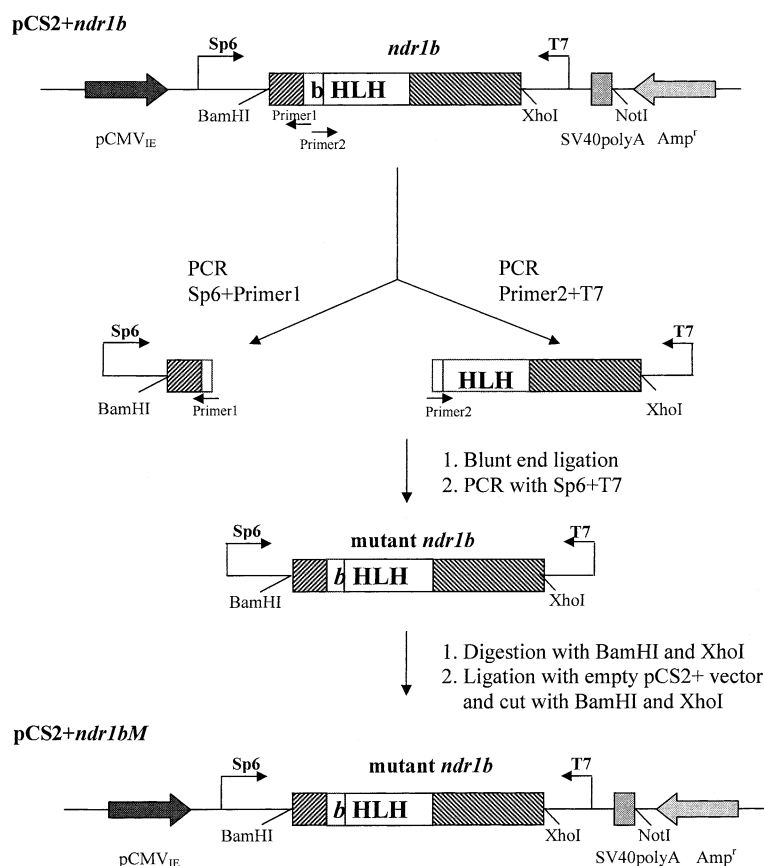 pCS2+ndr1b
Sp6 ndr1b T7
b HLH
BamHI Primer1 XhoI NotI
Primer2
pCMVIE SV40polyA Ampr
PCR
Sp6+Primer1
PCR
Primer2+T7
Sp6 T7
HLH
BamHI Primer1 Primer2 XhoI
1. Blunt end ligation
2. PCR with Sp6+T7
Sp6 mutant ndr1b T7
b HLH
BamHI XhoI
1. Digestion with BamHI and XhoI
2. Ligation with empty pCS2+ vector
and cut with BamHI and XhoI
pCS2+ndr1bM
Sp6 mutant ndr1b T7
b HLH
BamHI XhoI NotI
pCMVIE SV40polyA Ampr